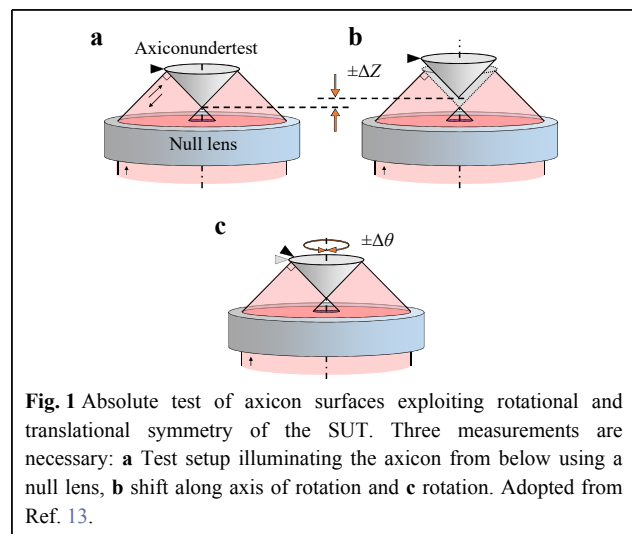 a
b
Axiconundertest
±ΔZ
Null lens
c
±Δθ
Fig. 1 Absolute test of axicon surfaces exploiting rotational and
translational symmetry of the SUT. Three measurements are
necessary: a Test setup illuminating the axicon from below using a
null lens, b shift along axis of rotation and c rotation. Adopted from
Ref. 13.